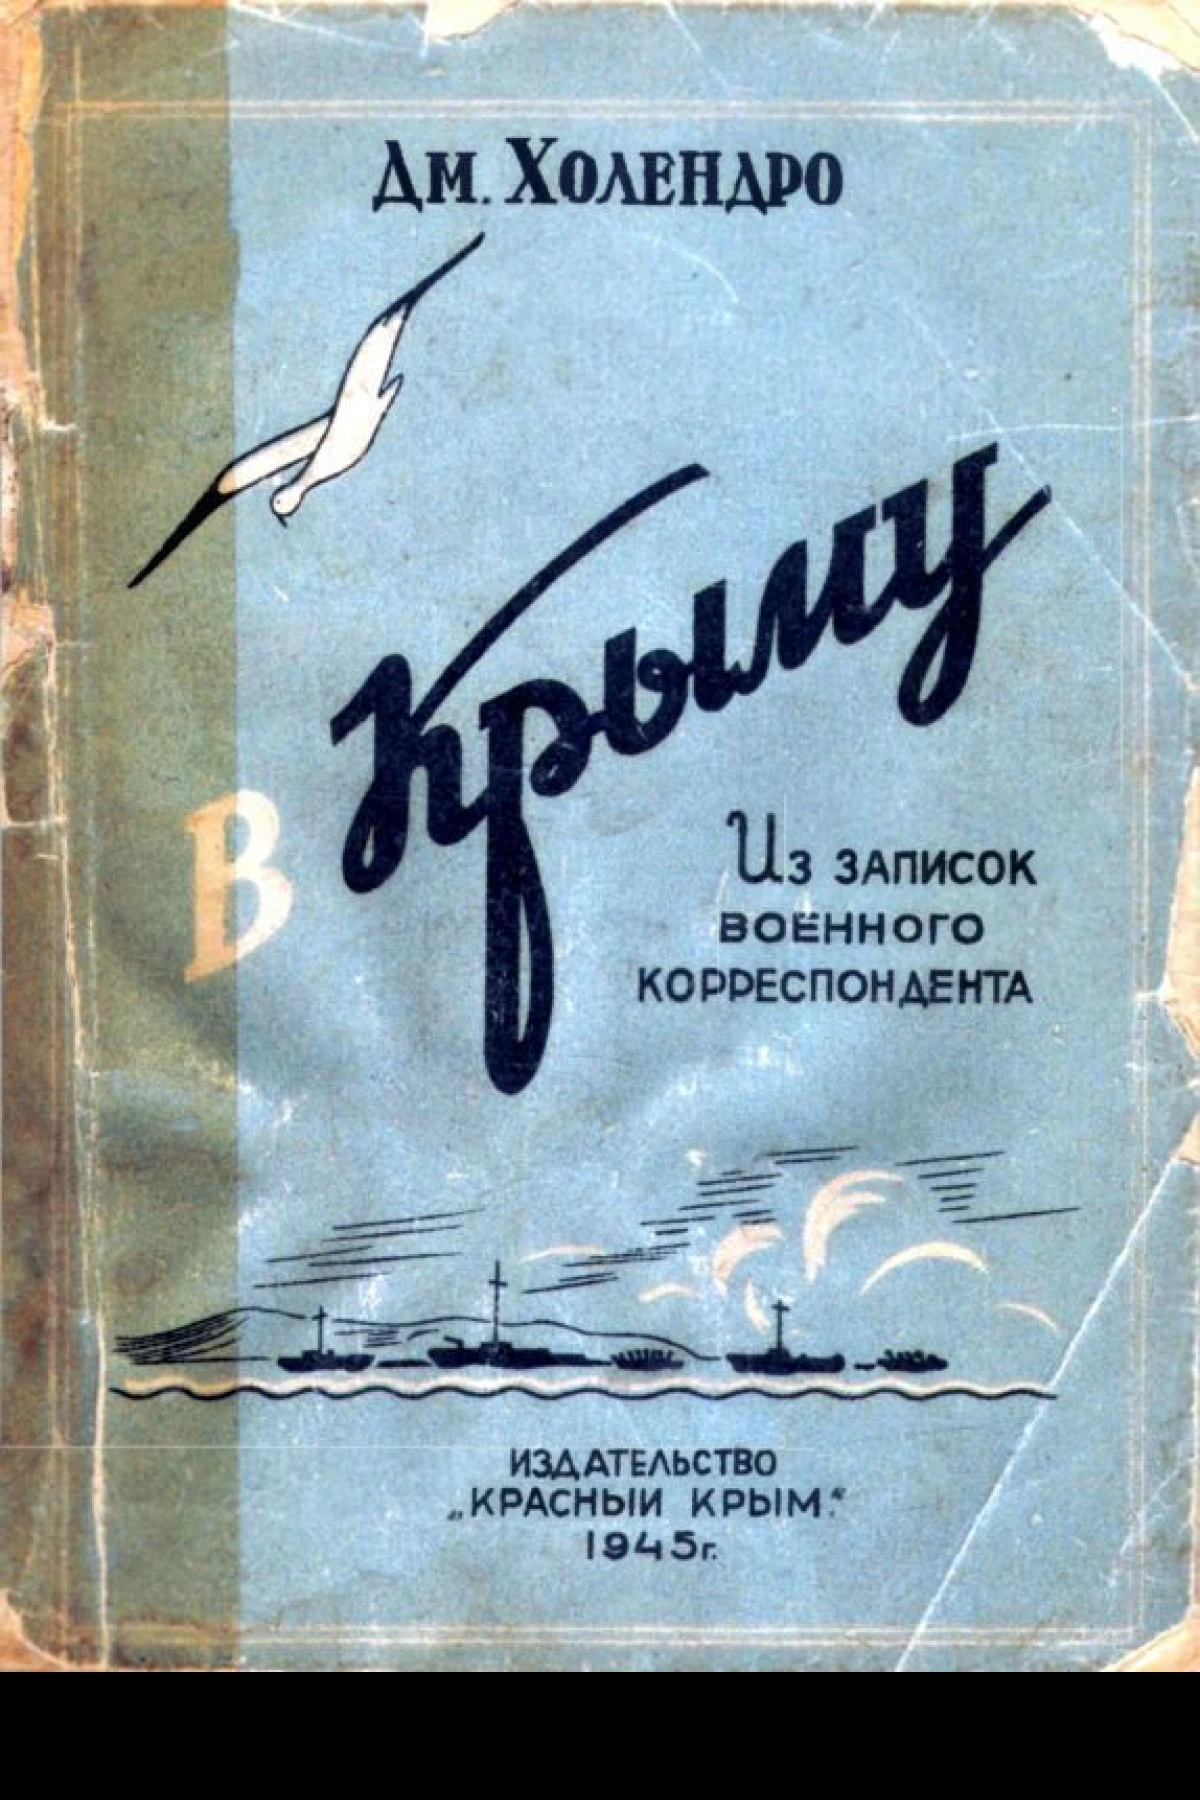 Дм. Холендро
В Крыму
Из записок
военного
корреспондента
ИЗДАТЕЛЬСТВО
„КРАСНЫЙ КРЫМ.“
1945г.